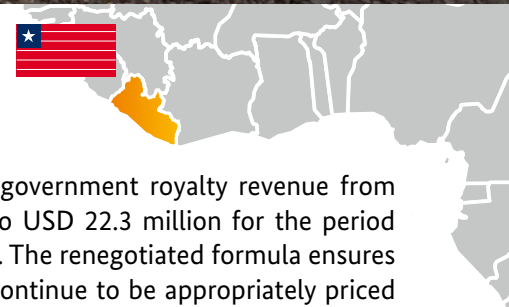 government royalty revenue from
o USD 22.3 million for the period
. The renegotiated formula ensures
ontinue to be appropriately priced